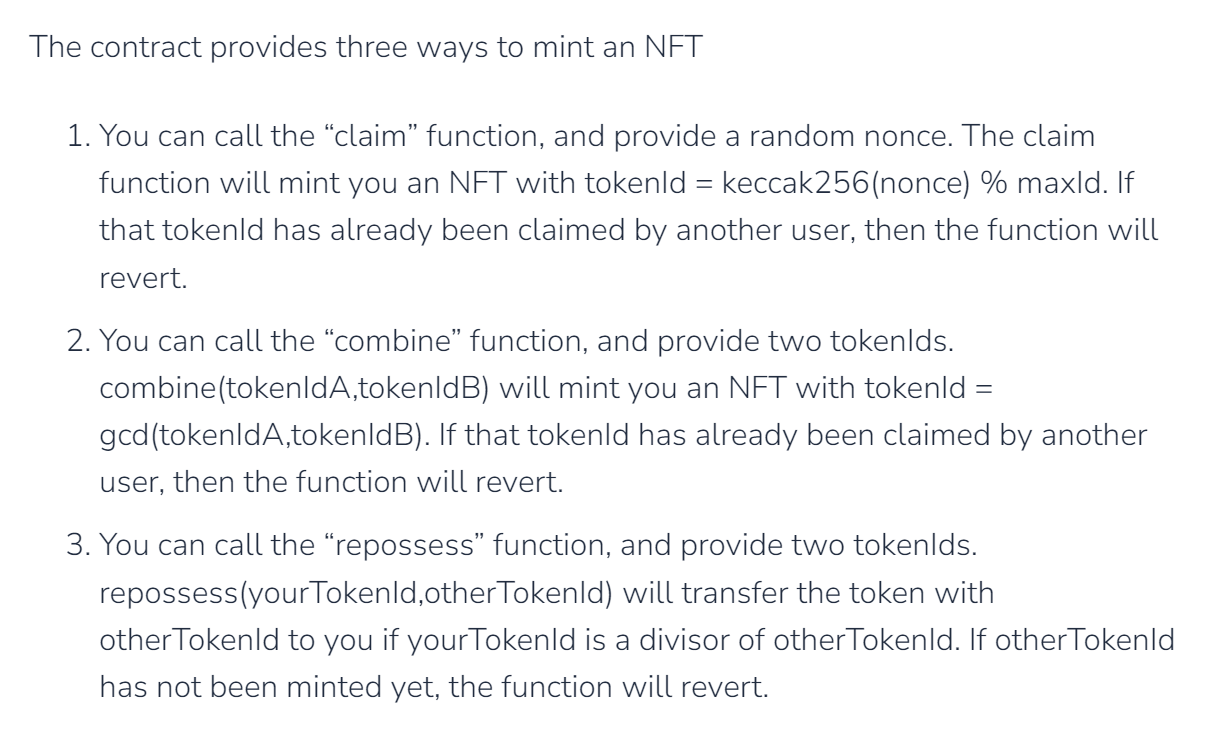 The contract provides three ways to mint an NFT
1. You can call the “claim” function, and provide a random nonce. The claim
function will mint you an NFT with tokenId = keccak256(nonce) % maxId. If
that tokenId has already been claimed by another user, then the function will
revert.
2. You can call the “combine” function, and provide two tokenIds.
combine(tokenIdA,tokenIdB) will mint you an NFT with tokenId =
gcd(tokenIdA,tokenIdB). If that tokenId has already been claimed by another
user, then the function will revert.
3. You can call the “repossess” function, and provide two tokenIds.
repossess(yourTokenId,otherTokenId) will transfer the token with
otherTokenId to you if yourTokenId is a divisor of otherTokenId. If otherTokenId
has not been minted yet, the function will revert.